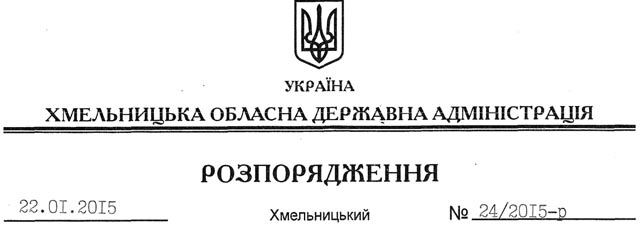 УКРАЇНА
ХМЕЛЬНИЦЬКА ОБЛАСНА ДЕРЖАВНА АДМІНІСТРАЦІЯ
РОЗПОРЯДЖЕННЯ
22.01.2015 Хмельницький № 24/2015-р